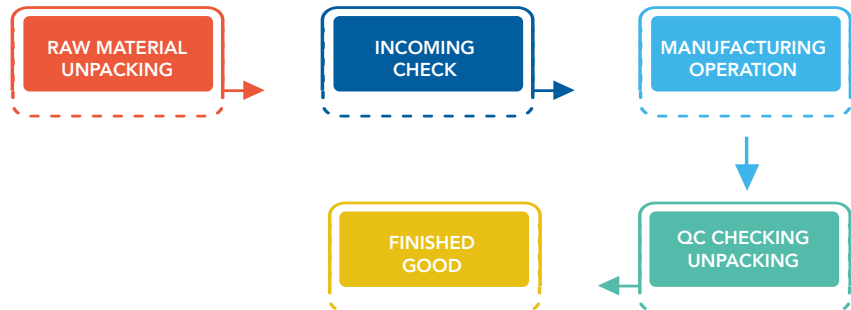 RAW MATERIAL
UNPACKING
INCOMING
CHECK
MANUFACTURING
OPERATION
QC CHECKING
UNPACKING
FINISHED
GOOD